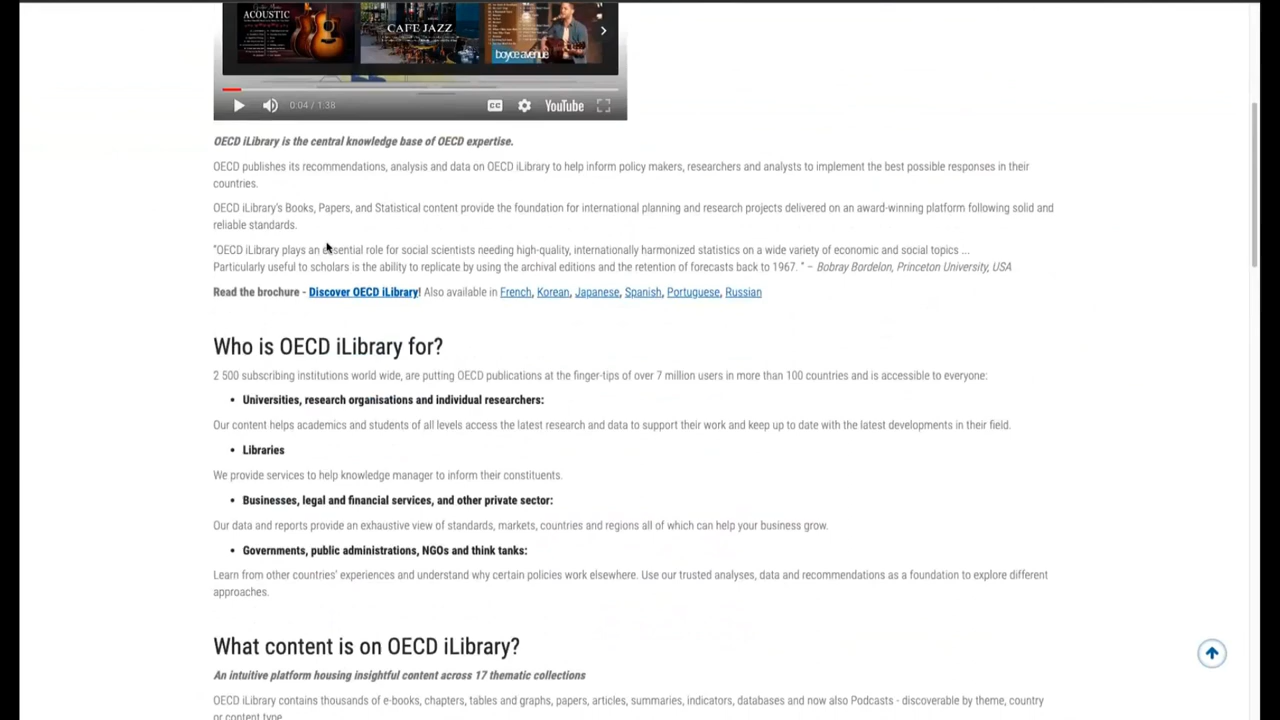 ACOUSTIC
CAFE JAZZ
boyce avenue
0:04 / 1:38
CC
YouTube
OECD iLibrary is the central knowledge base of OECD expertise.
OECD publishes its recommendations, analysis and data on OECD iLibrary to help inform policy makers, researchers and analysts to implement the best possible responses in their
countries.
OECD iLibrary's Books, Papers, and Statistical content provide the foundation for international planning and research projects delivered on an award-winning platform following solid and
reliable standards.
"OECD iLibrary plays an essential role for social scientists needing high-quality, internationally harmonized statistics on a wide variety of economic and social topics ...
Particularly useful to scholars is the ability to replicate by using the archival editions and the retention of forecasts back to 1967. " – Bobray Bordelon, Princeton University, USA
Read the brochure - Discover OECD iLibrary! Also available in French, Korean, Japanese, Spanish, Portuguese, Russian
Who is OECD iLibrary for?
2 500 subscribing institutions world wide, are putting OECD publications at the finger-tips of over 7 million users in more than 100 countries and is accessible to everyone:
• Universities, research organisations and individual researchers:
Our content helps academics and students of all levels access the latest research and data to support their work and keep up to date with the latest developments in their field.
• Libraries
We provide services to help knowledge manager to inform their constituents.
• Businesses, legal and financial services, and other private sector:
Our data and reports provide an exhaustive view of standards, markets, countries and regions all of which can help your business grow.
• Governments, public administrations, NGOs and think tanks:
Learn from other countries' experiences and understand why certain policies work elsewhere. Use our trusted analyses, data and recommendations as a foundation to explore different
approaches.
What content is on OECD iLibrary?
An intuitive platform housing insightful content across 17 thematic collections
OECD iLibrary contains thousands of e-books, chapters, tables and graphs, papers, articles, summaries, indicators, databases and now also Podcasts - discoverable by theme, country
or content type